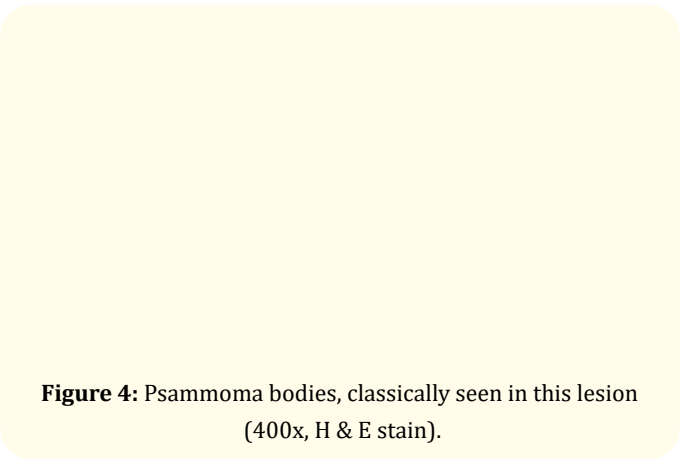 Figure 4: Psammoma bodies, classically seen in this lesion
(400x, H & E stain).